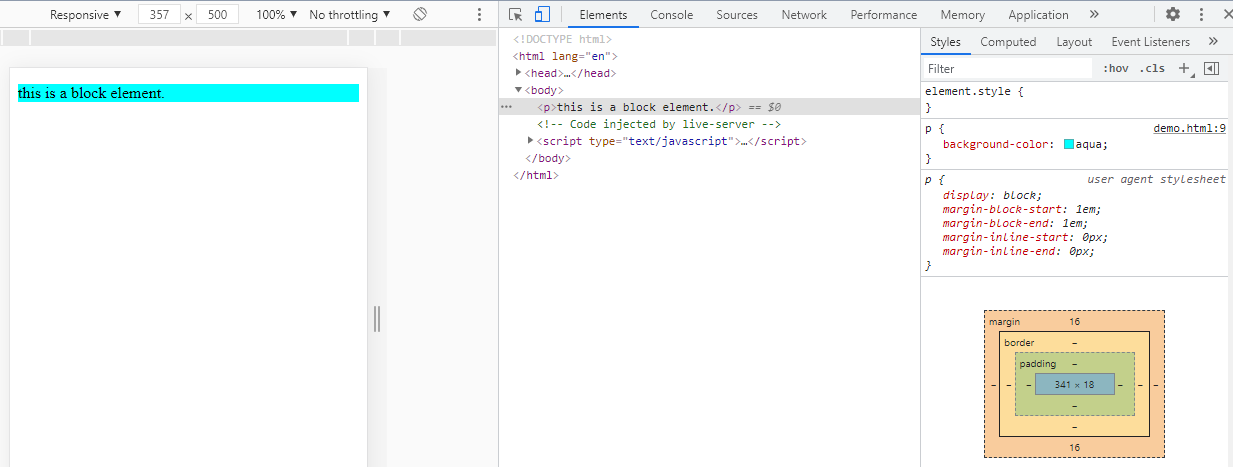 Responsive ▼ 357 × 500 100% ▼ No throttling ▼
this is a block element.
Elements Console Sources Network Performance Memory Application »
<!DOCTYPE html>
<html lang="en">
▶<head>…</head>
▼<body>
… <p>this is a block element.</p> == $0
<!-- Code injected by live-server -->
▶<script type="text/javascript">…</script>
</body>
</html>
Styles Computed Layout Event Listeners »
Filter :hov .cls +
element.style {
}
p { demo.html:9
background-color: aqua;
}
p { user agent stylesheet
display: block;
margin-block-start: 1em;
margin-block-end: 1em;
margin-inline-start: 0px;
margin-inline-end: 0px;
}
margin 16
border –
padding –
– – – 341 × 18 – – –
–
–
16